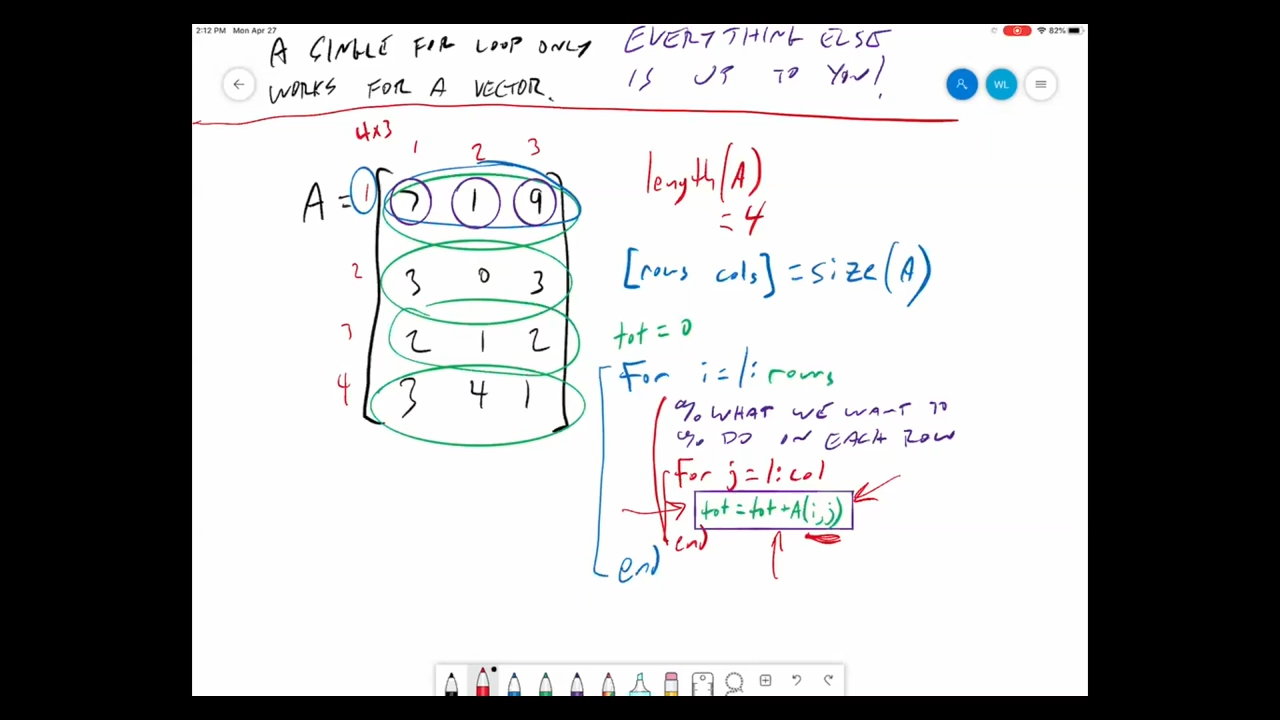 2:12 PM Mon Apr 27
82%
A SINGLE FOR LOOP ONLY
WORKS FOR A VECTOR.
EVERYTHING ELSE
IS UP TO YOU!
WL
4x3
1 2 3
A = 1 7 1 9
2 3 0 3
3 2 1 2
4 3 4 1
length(A)
= 4
[rows cols] = size(A)
tot = 0
For i = 1: rows
% WHAT WE WANT TO
% DO IN EACH ROW
For j = 1: col
tot = tot + A(i,j)
end
end